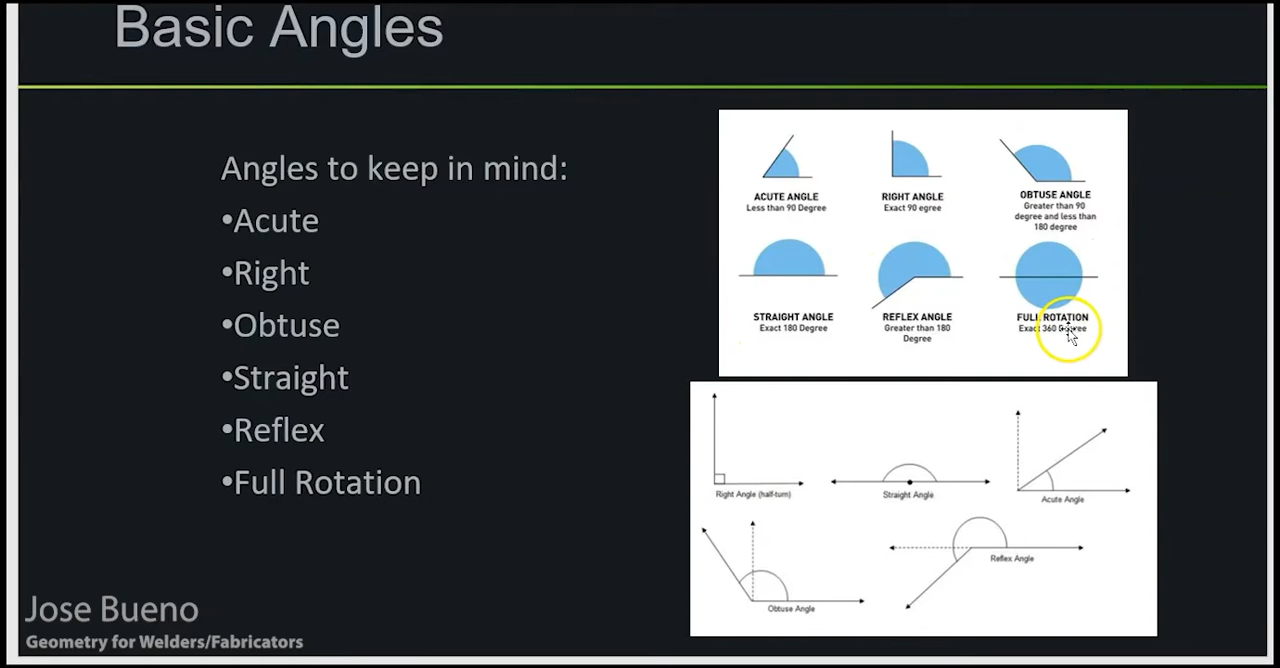 Basic Angles
Angles to keep in mind:
•Acute
•Right
•Obtuse
•Straight
•Reflex
•Full Rotation
ACUTE ANGLE
Less than 90 Degree
RIGHT ANGLE
Exact 90 egree
OBTUSE ANGLE
Greater than 90
degree and less than
180 degree
STRAIGHT ANGLE
Exact 180 Degree
REFLEX ANGLE
Greater than 180
Degree
FULL ROTATION
Exact 360 Degree
Right Angle (half-turn)
Straight Angle
Acute Angle
Obtuse Angle
Reflex Angle
Jose Bueno
Geometry for Welders/Fabricators